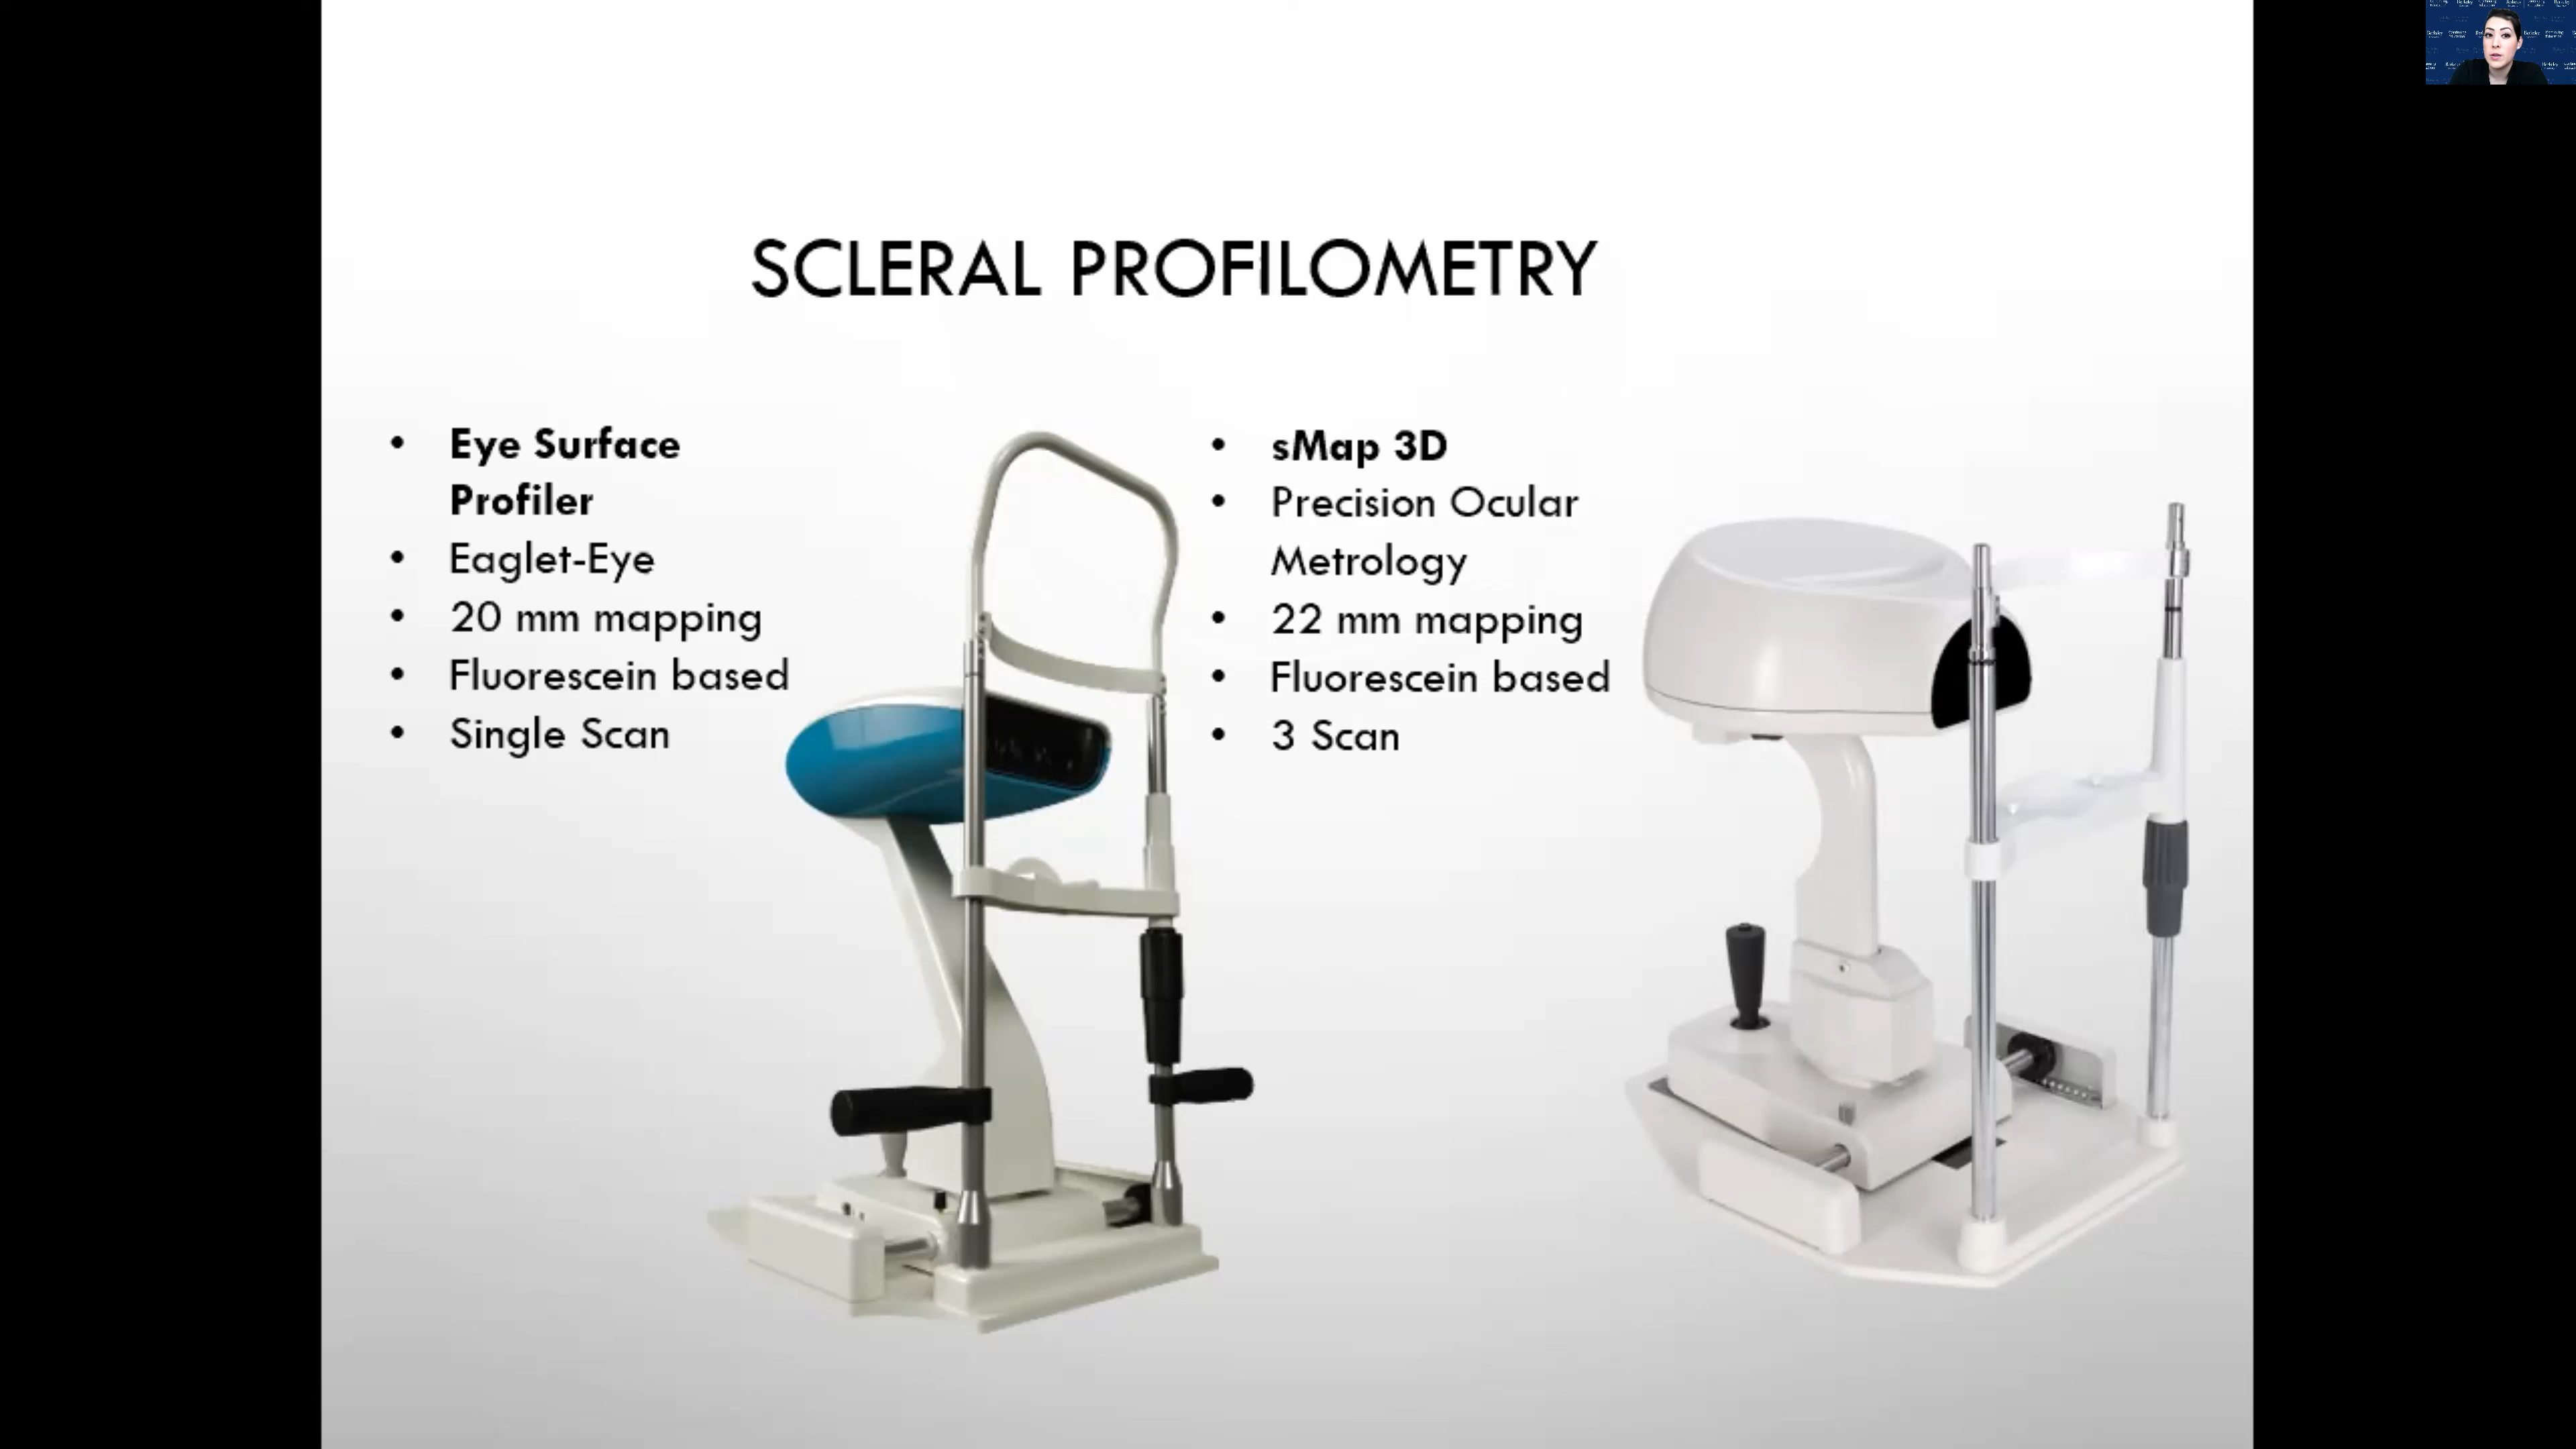 SCLERAL PROFILOMETRY
• Eye Surface
Profiler
• Eaglet-Eye
• 20 mm mapping
• Fluorescein based
• Single Scan
• sMap 3D
• Precision Ocular
Metrology
• 22 mm mapping
• Fluorescein based
• 3 Scan